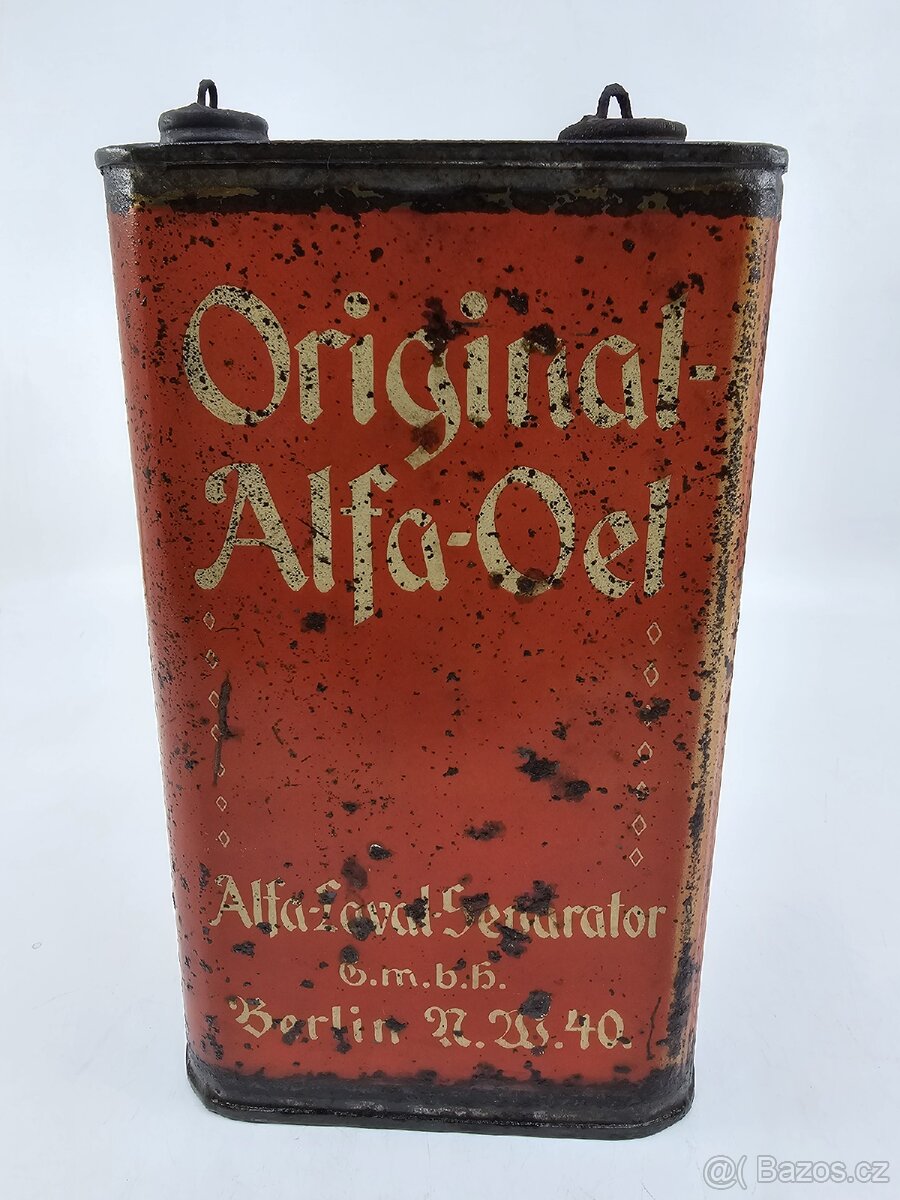 Original-
Alfa-Oel
Alfa-Laval-Separator
G.m.b.H.
Berlin N.W.40.
@( Bazos.cz